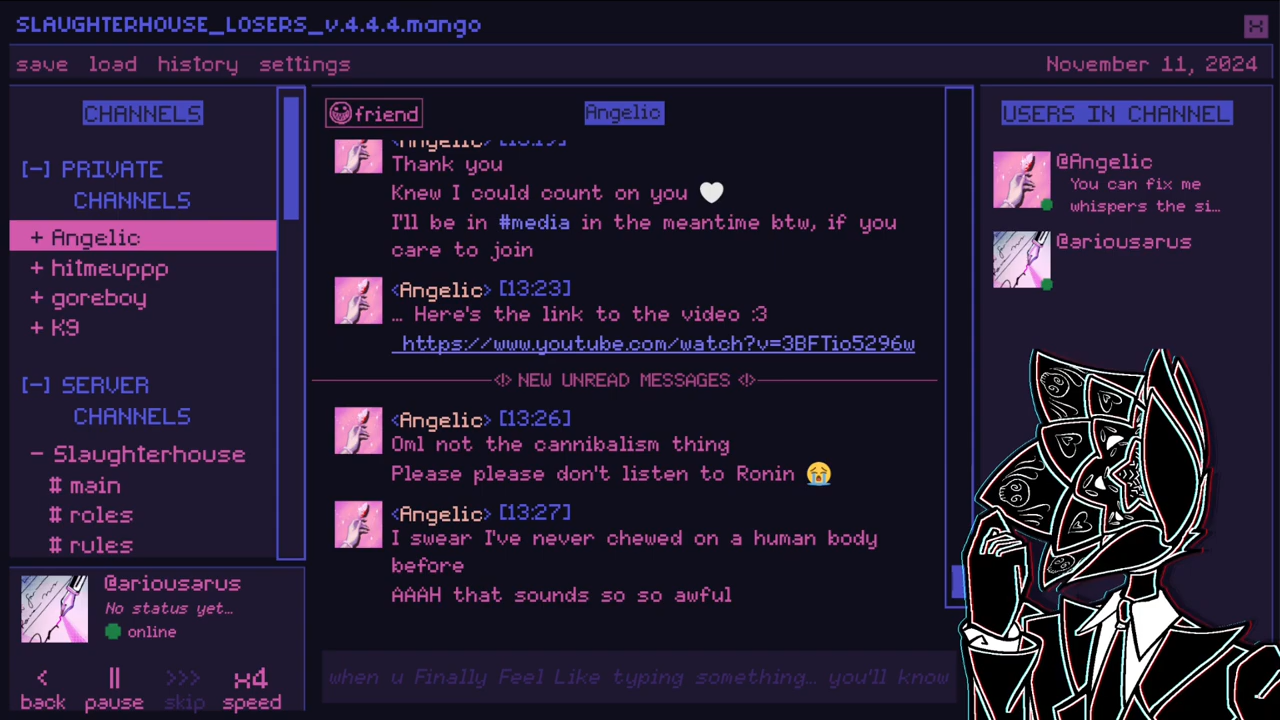 SLAUGHTERHOUSE_LOSERS_v.4.4.4.mango
x
save load history settings
November 11, 2024
CHANNELS
[-] PRIVATE
CHANNELS
+ Angelic
+ hitmeuppp
+ goreboy
+ K9
[-] SERVER
CHANNELS
- Slaughterhouse
# main
# roles
# rules
@ariousarus
No status yet...
online
< || >>> x4
back pause skip speed
friend
Angelic
<Angelic> [13:19]
Thank you
Knew I could count on you 🤍
I'll be in #media in the meantime btw, if you
care to join
<Angelic> [13:23]
... Here's the link to the video :3
https://www.youtube.com/watch?v=3BFTio5296w
NEW UNREAD MESSAGES
<Angelic> [13:26]
Oml not the cannibalism thing
Please please don't listen to Ronin 😭
<Angelic> [13:27]
I swear I've never chewed on a human body
before
AAAH that sounds so so awful
when u Finally Feel Like typing something... you'll know
USERS IN CHANNEL
@Angelic
You can fix me
whispers the si...
@ariousarus